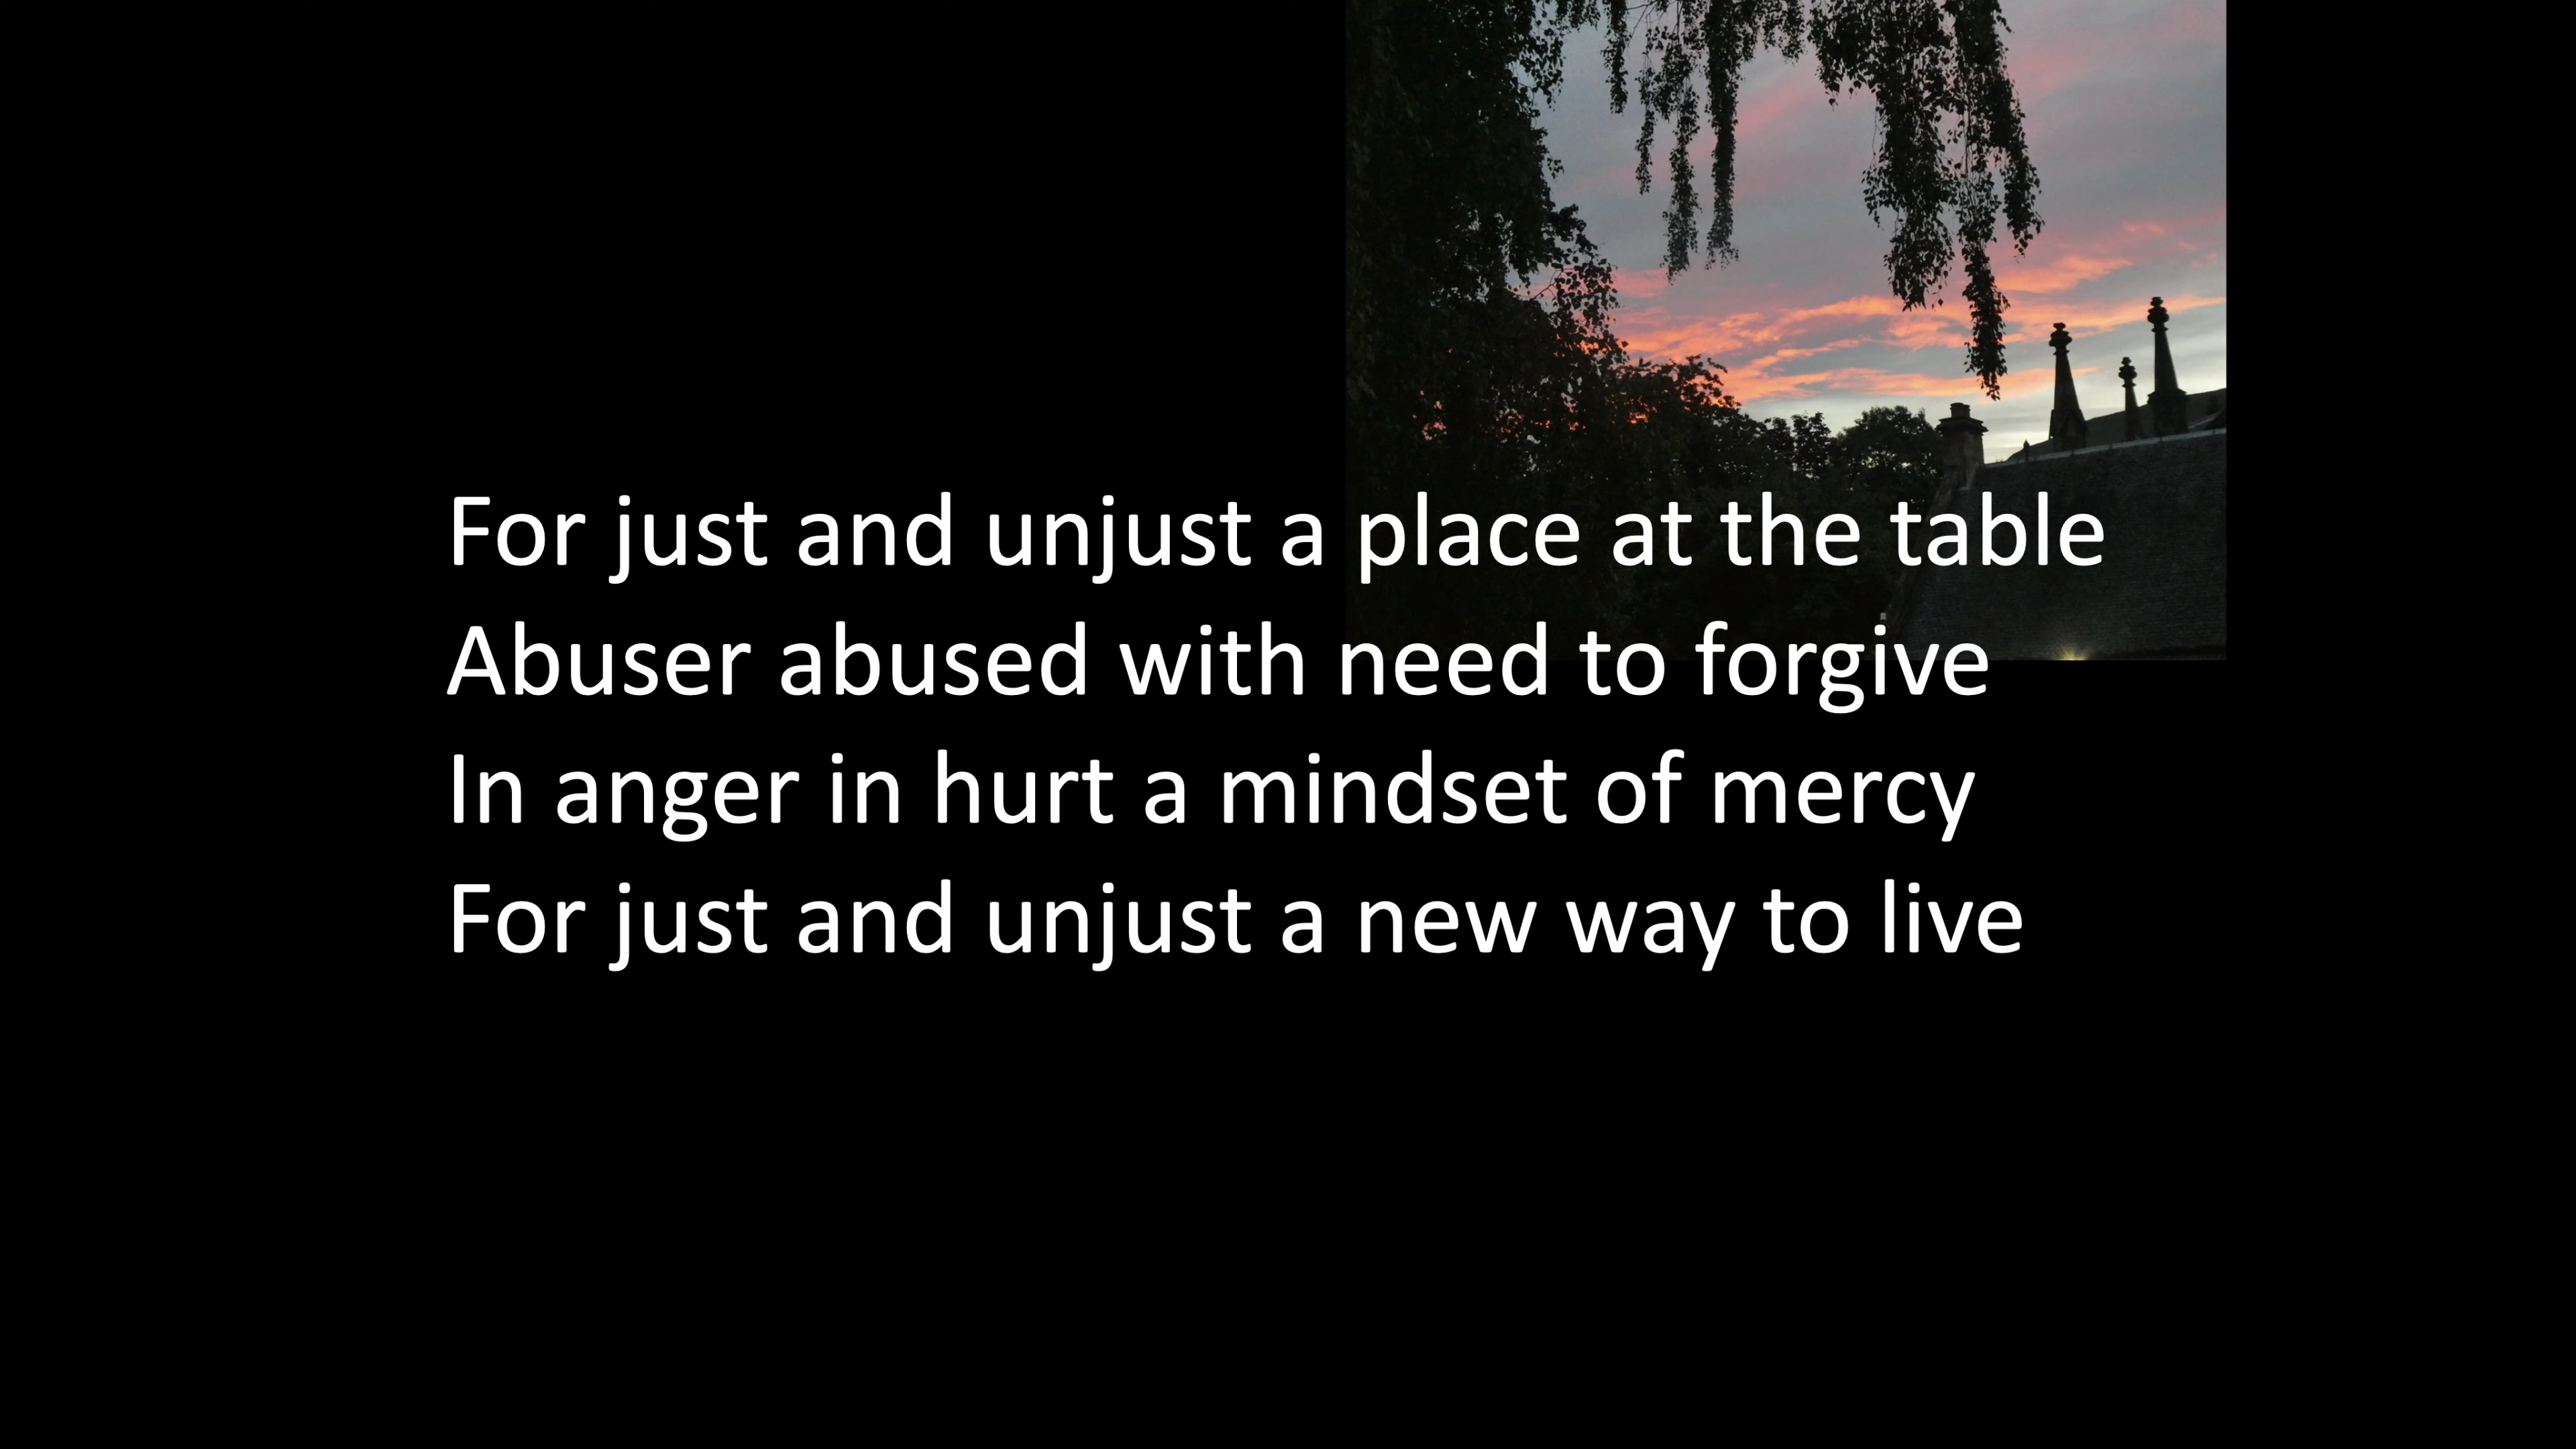 For just and unjust a place at the table
Abuser abused with need to forgive
In anger in hurt a mindset of mercy
For just and unjust a new way to live